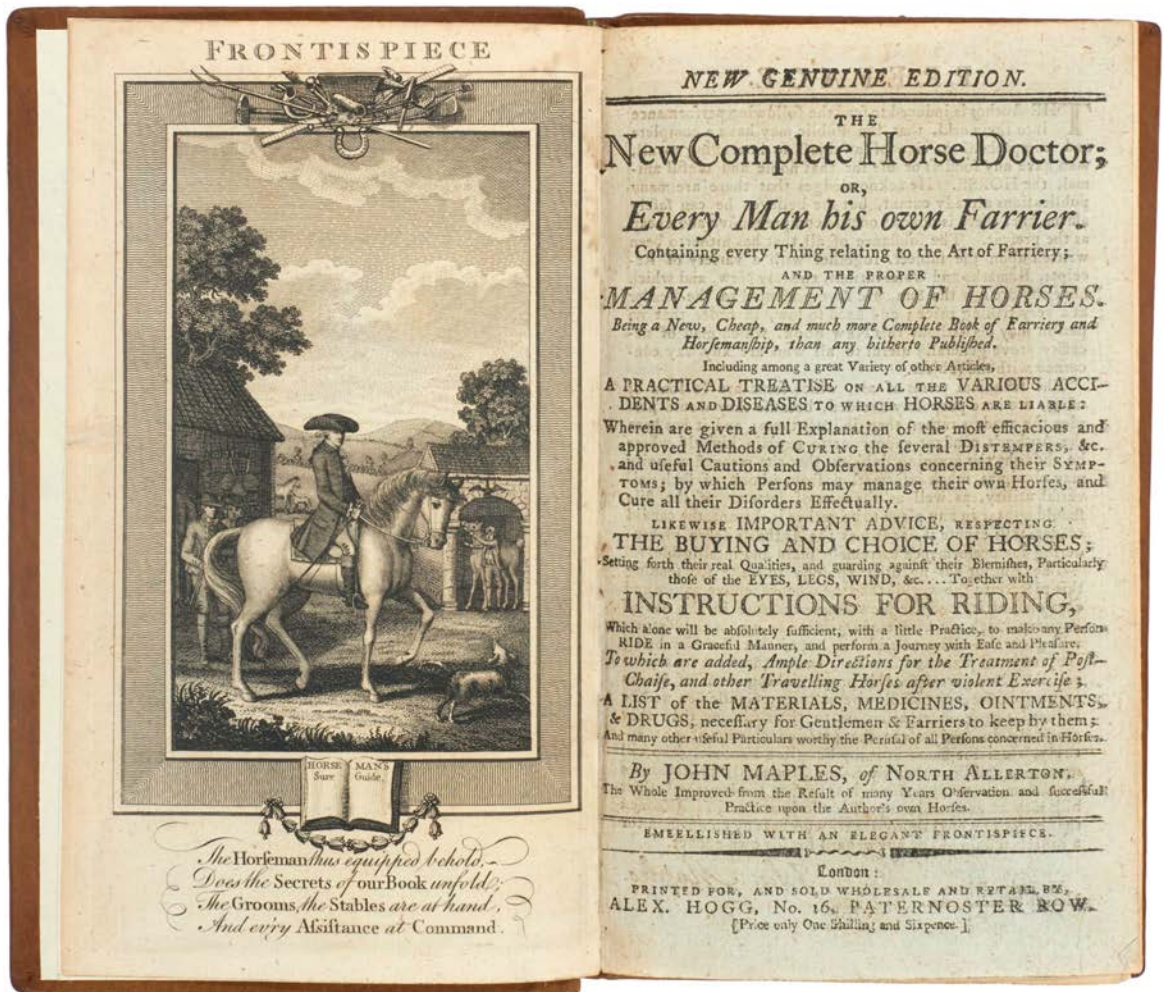 FRONTISPIECE
HORSE MAN'S
Sure Guide.
The Horſeman thus equipped behold,
Does the Secrets of our Book unfold;
The Grooms, the Stables are at hand,
And ev'ry Aſsiſtance at Command.
NEW GENUINE EDITION.
THE
New Complete Horse Doctor;
OR,
Every Man his own Farrier.
Containing every Thing relating to the Art of Farriery;
AND THE PROPER
MANAGEMENT OF HORSES.
Being a New, Cheap, and much more Complete Book of Farriery and
Horſemanſhip, than any hitherto Publiſhed.
Including among a great Variety of other Articles,
A PRACTICAL TREATISE ON ALL THE VARIOUS ACCI-
DENTS AND DISEASES TO WHICH HORSES ARE LIABLE:
Wherein are given a full Explanation of the moſt efficacious and
approved Methods of CURING the ſeveral DISTEMPERS, &c.
and uſeful Cautions and Obſervations concerning their SYMP-
TOMS; by which Perſons may manage their own Horſes, and
Cure all their Diſorders Effectually.
LIKEWISE IMPORTANT ADVICE, RESPECTING
THE BUYING AND CHOICE OF HORSES;
Setting forth their real Qualities, and guarding againſt their Blemiſhes, Particularly
thoſe of the EYES, LEGS, WIND, &c.... Together with
INSTRUCTIONS FOR RIDING,
Which alone will be abſolutely ſufficient, with a little Practice, to make any Perſon
RIDE in a Graceful Manner, and perform a Journey with Eaſe and Pleaſure.
To which are added, Ample Directions for the Treatment of Poſt-
Chaiſe, and other Travelling Horſes after violent Exerciſe;
A LIST of the MATERIALS, MEDICINES, OINTMENTS,
& DRUGS, neceſſary for Gentlemen & Farriers to keep by them;
And many other uſeful Particulars worthy the Peruſal of all Perſons concerned in Horſes.
By JOHN MAPLES, of NORTH ALLERTON.
The Whole Improved from the Reſult of many Years Obſervation and ſucceſsfull
Practice upon the Author's own Horſes.
EMBELLISHED WITH AN ELEGANT FRONTISPIECE.
London:
PRINTED FOR, AND SOLD WHOLESALE AND RETAIL BY,
ALEX. HOGG, No. 16, PATERNOSTER ROW.
[Price only One Shilling and Sixpence.]